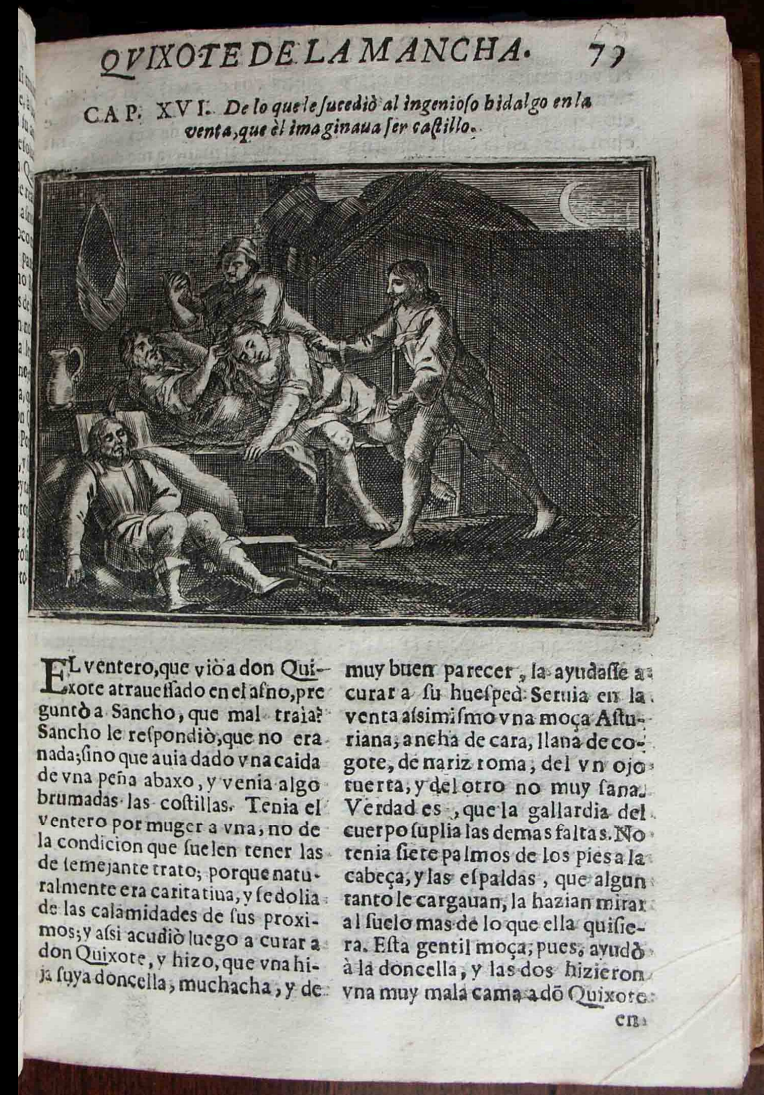 QVIXOTE DE LA MANCHA. 79
CAP. XVI. De lo que le ſucediò al ingenioſo hidalgo en la
venta, que èl imaginaua ſer caſtillo.
EL ventero, que viò a don Qui-
xote atraueſſado en el aſno, pre
guntò a Sancho, que mal traia?
Sancho le reſpondiò, que no era
nada; ſino que auia dado vna caida
de vna peña abaxo, y venia algo
brumadas las coſtillas. Tenia el
ventero por muger a vna, no de
la condicion que ſuelen tener las
de ſemejante trato; porque natu-
ralmente era caritatiua, y ſe dolia
de las calamidades de ſus proxi-
mos; y aſsi acudiò luego a curar a
don Quixote, y hizo, que vna hi-
ja ſuya doncella, muchacha, y de
muy buen parecer, la ayudaſſe a
curar a ſu hueſped. Seruia en la
venta aſsimiſmo vna moça Aſtu-
riana, ancha de cara, llana de co-
gote, de nariz roma, del vn ojo
tuerta, y del otro no muy ſana.
Verdad es, que la gallardia del
cuerpo ſuplia las demas faltas. No
tenia ſiete palmos de los pies a la
cabeça, y las eſpaldas, que algun
tanto le cargauan, la hazian mirar
al ſuelo mas de lo que ella quiſie-
ra. Eſta gentil moça, pues, ayudò
à la doncella, y las dos hizieron
vna muy mala cama a dõ Quixote
en